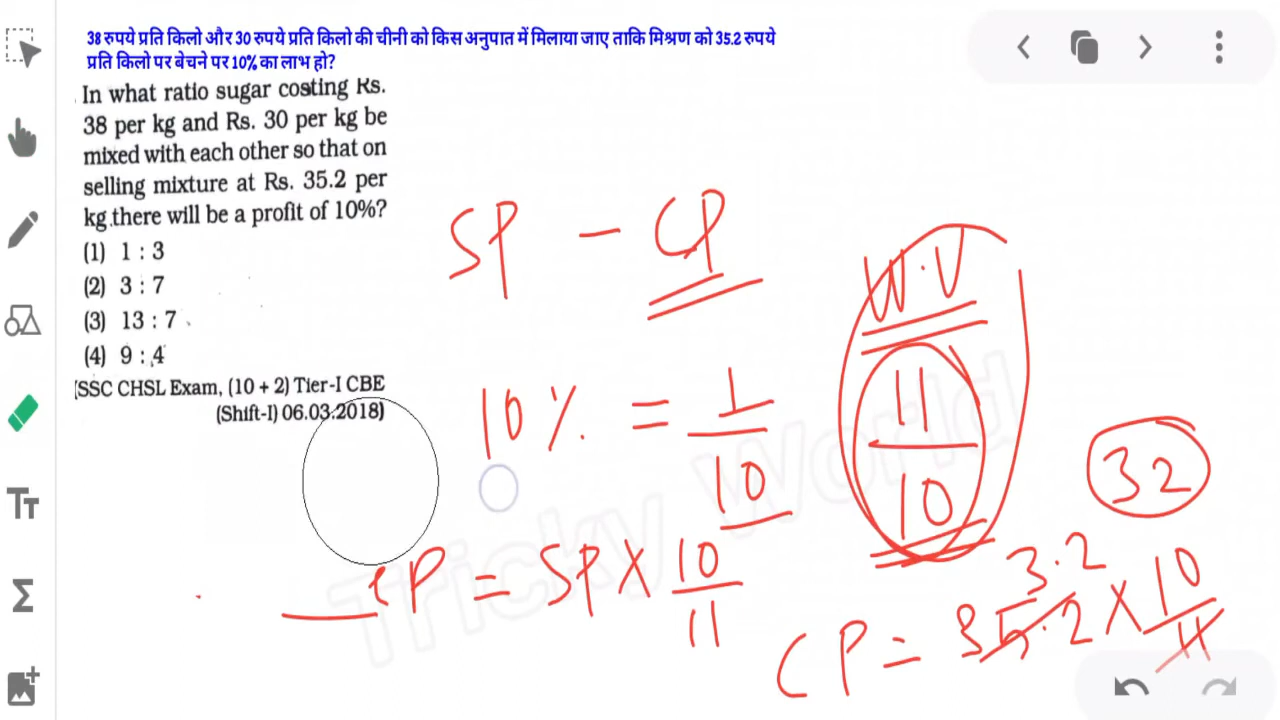 38 रुपये प्रति किलो और 30 रुपये प्रति किलो की चीनी को किस अनुपात में मिलाया जाए ताकि मिश्रण को 35.2 रुपये
प्रति किलो पर बेचने पर 10% का लाभ हो?
In what ratio sugar costing Rs.
38 per kg and Rs. 30 per kg be
mixed with each other so that on
selling mixture at Rs. 35.2 per
kg there will be a profit of 10%?
(1) 1 : 3
(2) 3 : 7
(3) 13 : 7
(4) 9 : 4
[SSC CHSL Exam, (10 + 2) Tier-I CBE
(Shift-I) 06.03.2018)
SP - CP
W.V
10% = 1/10
11/10
32
CP = SP × 10/11
3.2
CP = 35.2 × 10/11
Tricky World
TT
Σ